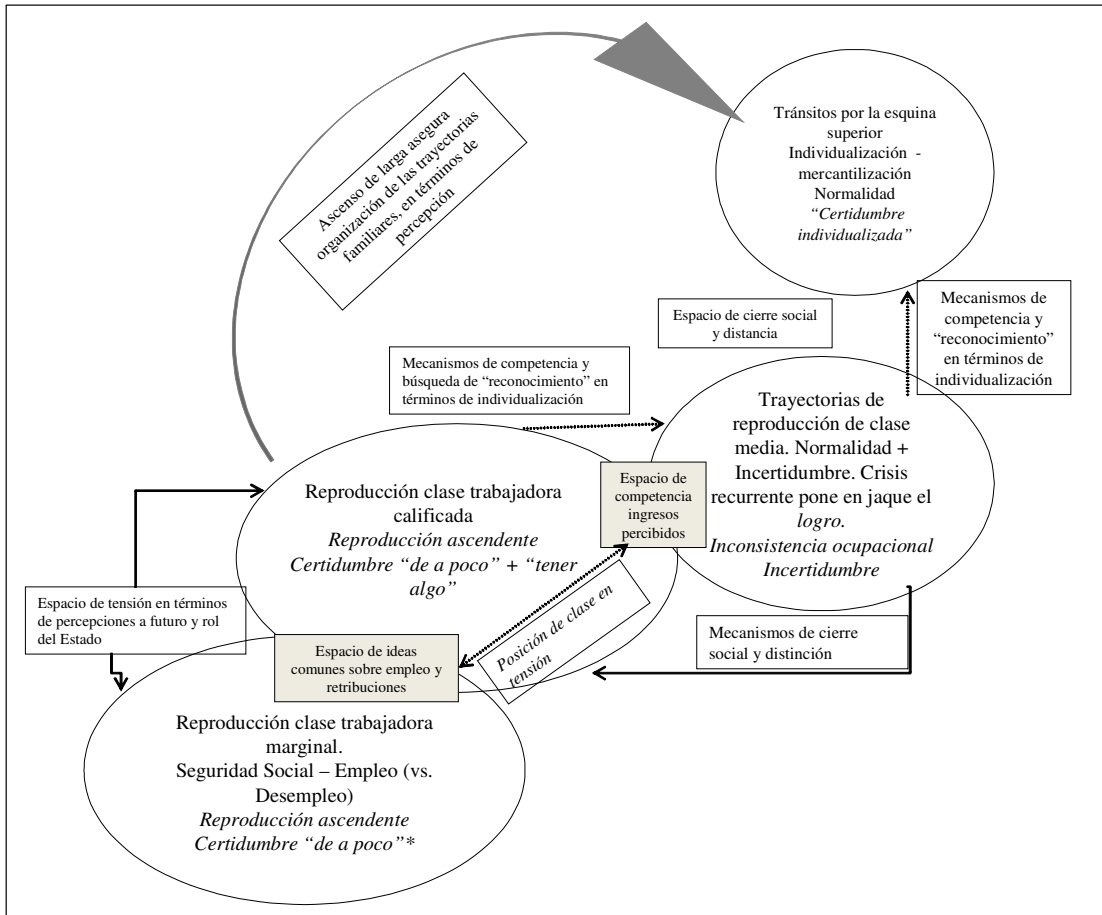 Tránsitos por la esquina
superior
Individualización -
mercantilización
Normalidad
“Certidumbre
individualizada”
Ascenso de larga asegura
organización de las trayectorias
familiares, en términos de
percepción
Espacio de cierre social
y distancia
Mecanismos de
competencia y
“reconocimiento”
en términos de
individualización
Mecanismos de competencia y
búsqueda de “reconocimiento” en
términos de individualización
Trayectorias de
reproducción de clase
media. Normalidad +
Incertidumbre. Crisis
recurrente pone en jaque el
logro.
Inconsistencia ocupacional
Incertidumbre
Espacio de
competencia
ingresos
percibidos
Reproducción clase trabajadora
calificada
Reproducción ascendente
Certidumbre “de a poco” + “tener
algo”
Espacio de tensión en términos
de percepciones a futuro y rol
del Estado
Posición de clase en
tensión
Mecanismos de cierre
social y distinción
Espacio de ideas
comunes sobre empleo y
retribuciones
Reproducción clase trabajadora
marginal.
Seguridad Social – Empleo (vs.
Desempleo)
Reproducción ascendente
Certidumbre “de a poco”*